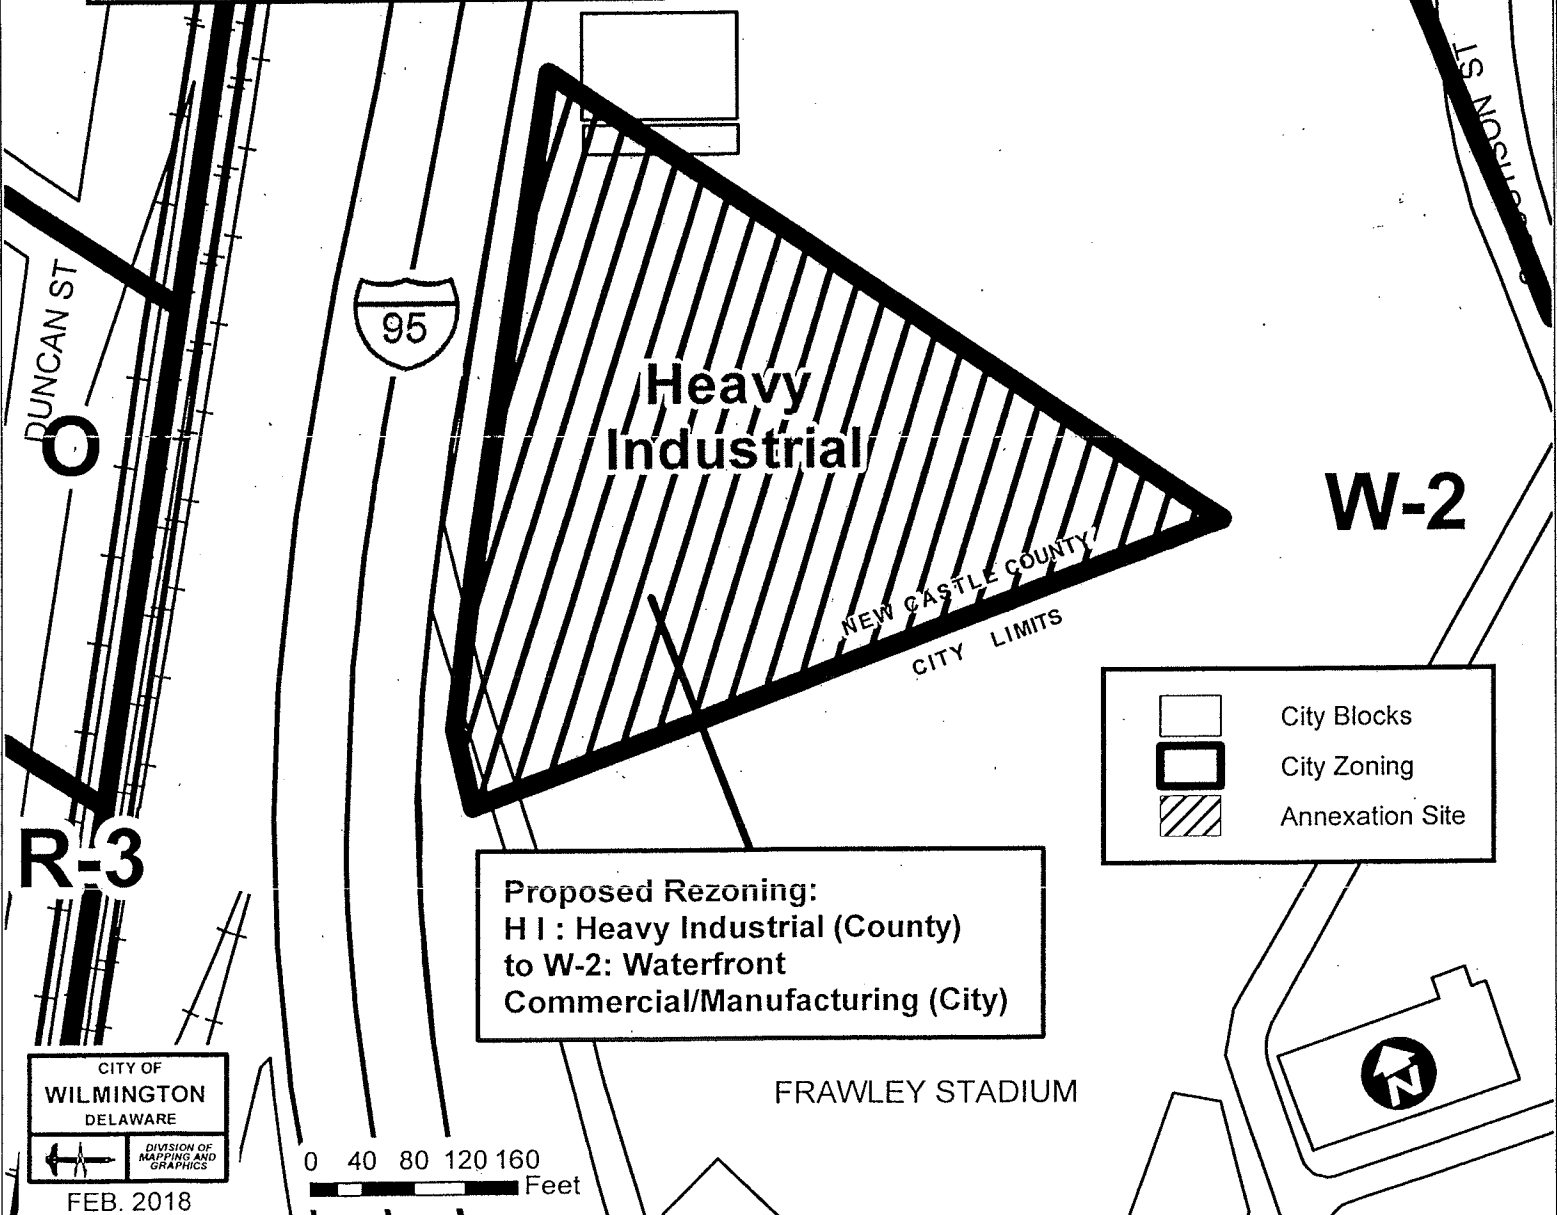 ST
DUNCAN ST
95
Heavy
Industrial
O
W-2
NEW CASTLE COUNTY
CITY LIMITS
City Blocks
City Zoning
Annexation Site
R-3
Proposed Rezoning:
H I : Heavy Industrial (County)
to W-2: Waterfront
Commercial/Manufacturing (City)
CITY OF
WILMINGTON
DELAWARE
DIVISION OF
MAPPING AND
GRAPHICS
FEB. 2018
FRAWLEY STADIUM
N
0 40 80 120 160
Feet